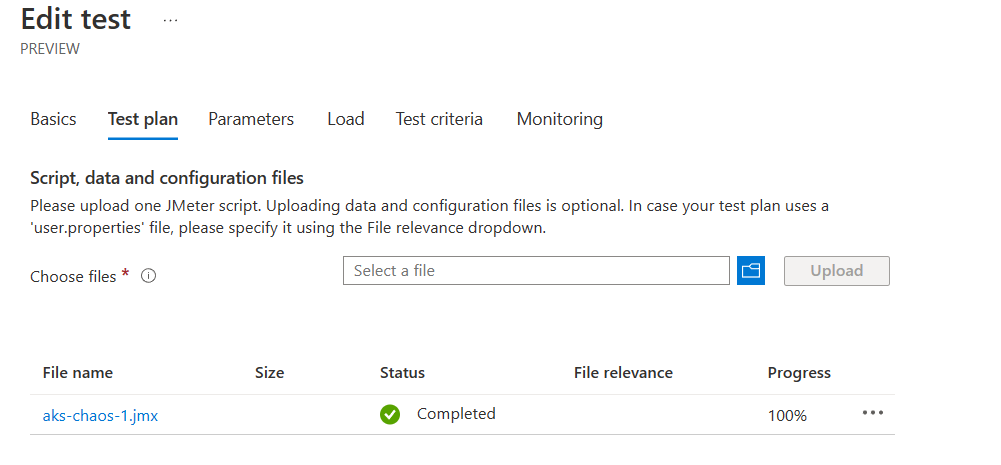 Edit test ...
PREVIEW
Basics Test plan Parameters Load Test criteria Monitoring
Script, data and configuration files
Please upload one JMeter script. Uploading data and configuration files is optional. In case your test plan uses a
'user.properties' file, please specify it using the File relevance dropdown.
Choose files * Select a file Upload
File name Size Status File relevance Progress
aks-chaos-1.jmx Completed 100% ...